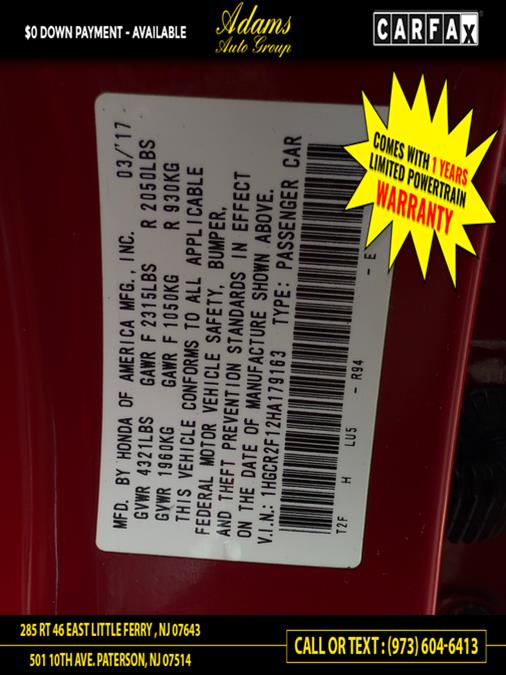 $0 DOWN PAYMENT - AVAILABLE
Adams
Auto Group
CARFAX
COMES WITH 1 YEARS
LIMITED POWERTRAIN
WARRANTY
MFD. BY HONDA OF AMERICA MFG., INC. 03/'17
GVWR 4321LBS GAWR F 2315LBS R 2050LBS
GVWR 1960KG GAWR F 1050KG R 930KG
THIS VEHICLE CONFORMS TO ALL APPLICABLE
FEDERAL MOTOR VEHICLE SAFETY, BUMPER,
AND THEFT PREVENTION STANDARDS IN EFFECT
ON THE DATE OF MANUFACTURE SHOWN ABOVE.
V.I.N.: 1HGCR2F12HA179163 TYPE: PASSENGER CAR
T2F H LU5 - R94 - E
285 RT 46 EAST LITTLE FERRY , NJ 07643
501 10TH AVE. PATERSON, NJ 07514
CALL OR TEXT : (973) 604-6413